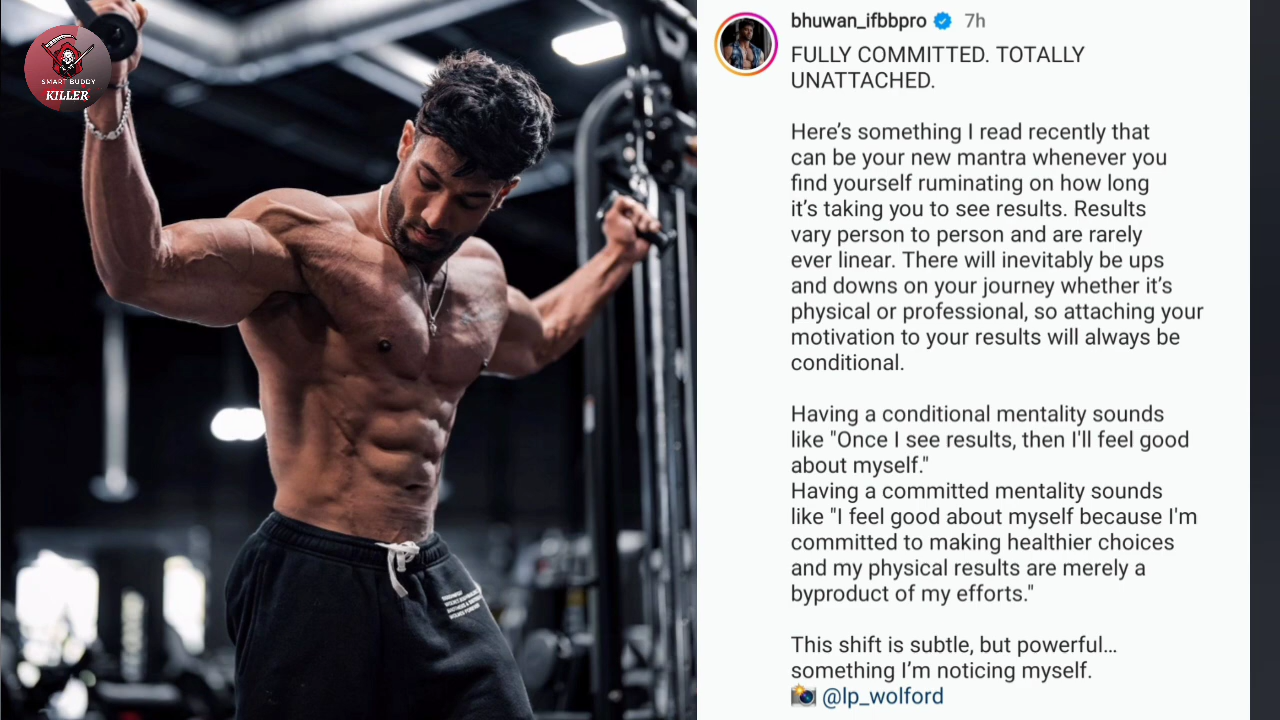 SMART BUDDY
KILLER
bhuwan_ifbbpro 7h
FULLY COMMITTED. TOTALLY
UNATTACHED.
Here’s something I read recently that
can be your new mantra whenever you
find yourself ruminating on how long
it’s taking you to see results. Results
vary person to person and are rarely
ever linear. There will inevitably be ups
and downs on your journey whether it’s
physical or professional, so attaching your
motivation to your results will always be
conditional.
Having a conditional mentality sounds
like "Once I see results, then I'll feel good
about myself."
Having a committed mentality sounds
like "I feel good about myself because I'm
committed to making healthier choices
and my physical results are merely a
byproduct of my efforts."
This shift is subtle, but powerful…
something I’m noticing myself.
📸 @lp_wolford